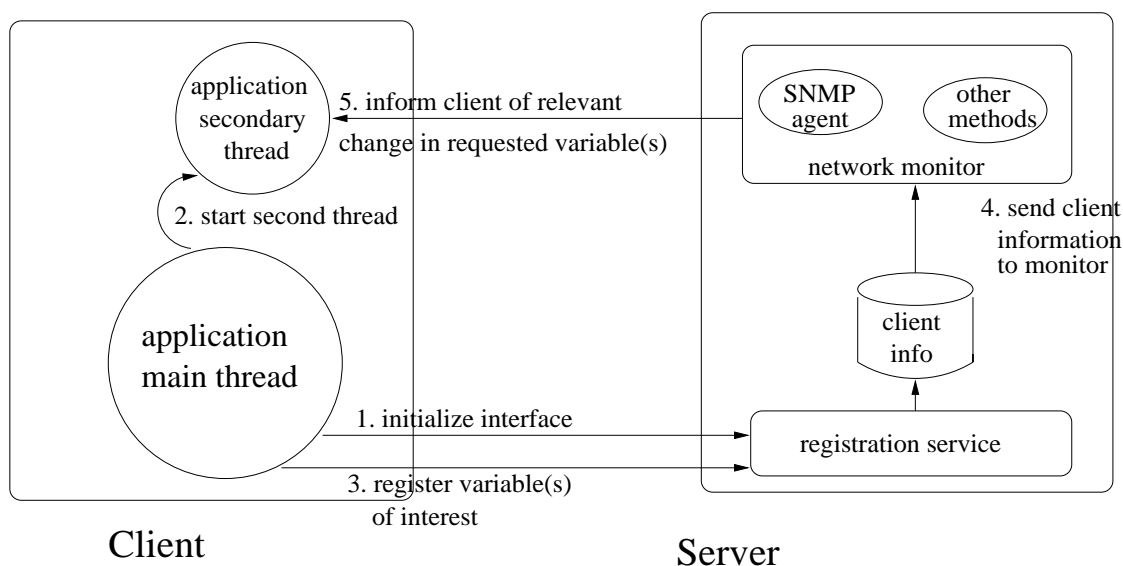 application
secondary
thread
5. inform client of relevant
change in requested variable(s)
SNMP
agent
other
methods
network monitor
2. start second thread
4. send client
information
to monitor
application
main thread
client
info
1. initialize interface
registration service
3. register variable(s)
of interest
Client
Server